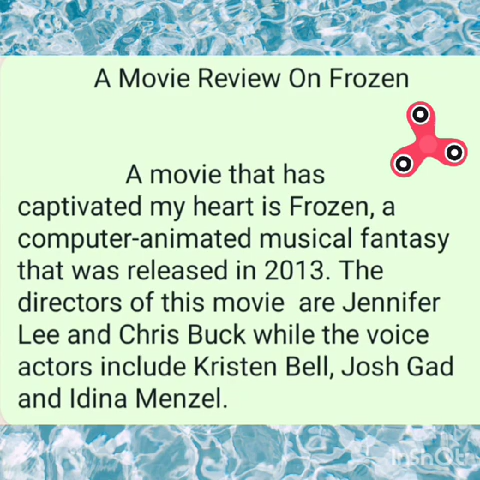 A Movie Review On Frozen
A movie that has
captivated my heart is Frozen, a
computer-animated musical fantasy
that was released in 2013. The
directors of this movie  are Jennifer
Lee and Chris Buck while the voice
actors include Kristen Bell, Josh Gad
and Idina Menzel.
InShOt